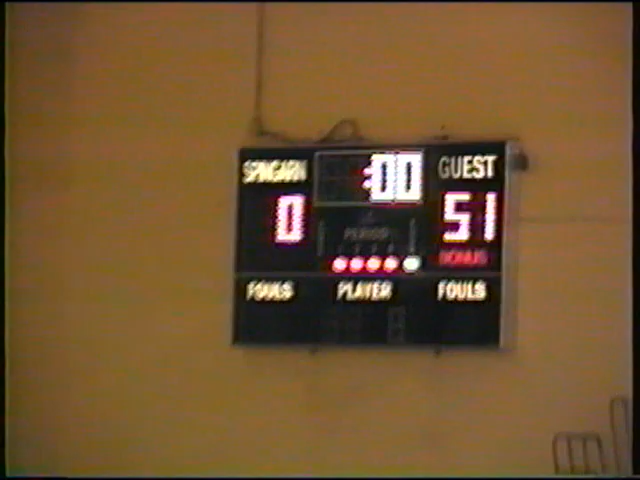 SPINGARN :00 GUEST
0 51
PERIOD
BONUS
FOULS PLAYER FOULS